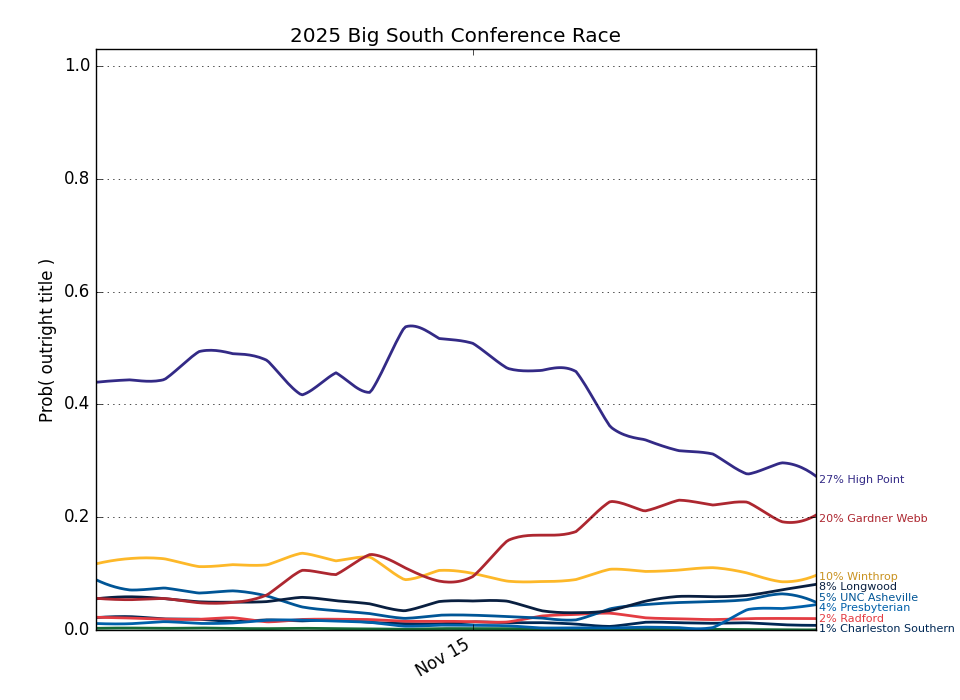 2025 Big South Conference Race
Prob( outright title )
1.0
0.8
0.6
0.4
0.2
0.0
Nov 15
27% High Point
20% Gardner Webb
10% Winthrop
8% Longwood
5% UNC Asheville
4% Presbyterian
2% Radford
1% Charleston Southern